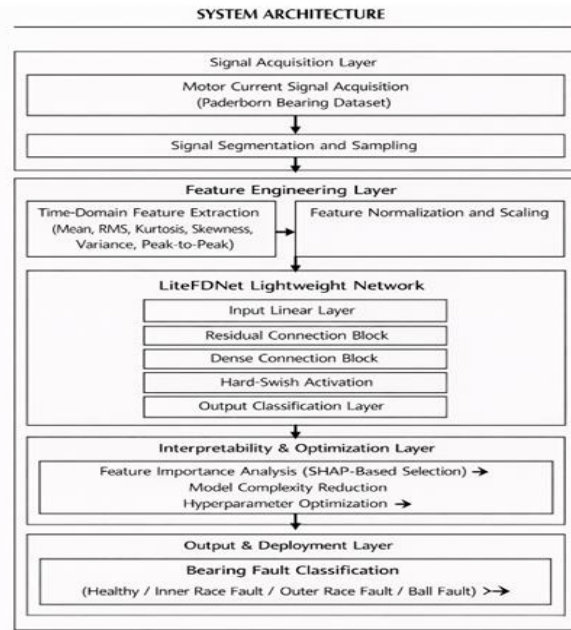 SYSTEM ARCHITECTURE
Signal Acquisition Layer
Motor Current Signal Acquisition
(Paderborn Bearing Dataset)
Signal Segmentation and Sampling
Feature Engineering Layer
Time-Domain Feature Extraction
(Mean, RMS, Kurtosis, Skewness,
Variance, Peak-to-Peak)
Feature Normalization and Scaling
LiteFDNet Lightweight Network
Input Linear Layer
Residual Connection Block
Dense Connection Block
Hard-Swish Activation
Output Classification Layer
Interpretability & Optimization Layer
Feature Importance Analysis (SHAP-Based Selection)
Model Complexity Reduction
Hyperparameter Optimization
Output & Deployment Layer
Bearing Fault Classification
(Healthy / Inner Race Fault / Outer Race Fault / Ball Fault)